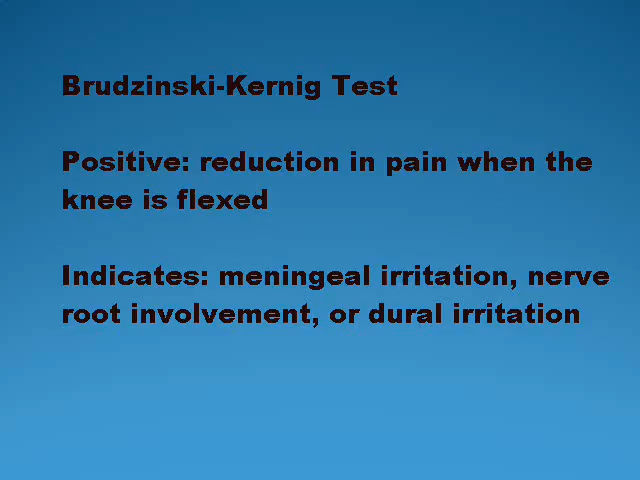 Brudzinski-Kernig Test
Positive: reduction in pain when the
knee is flexed
Indicates: meningeal irritation, nerve
root involvement, or dural irritation